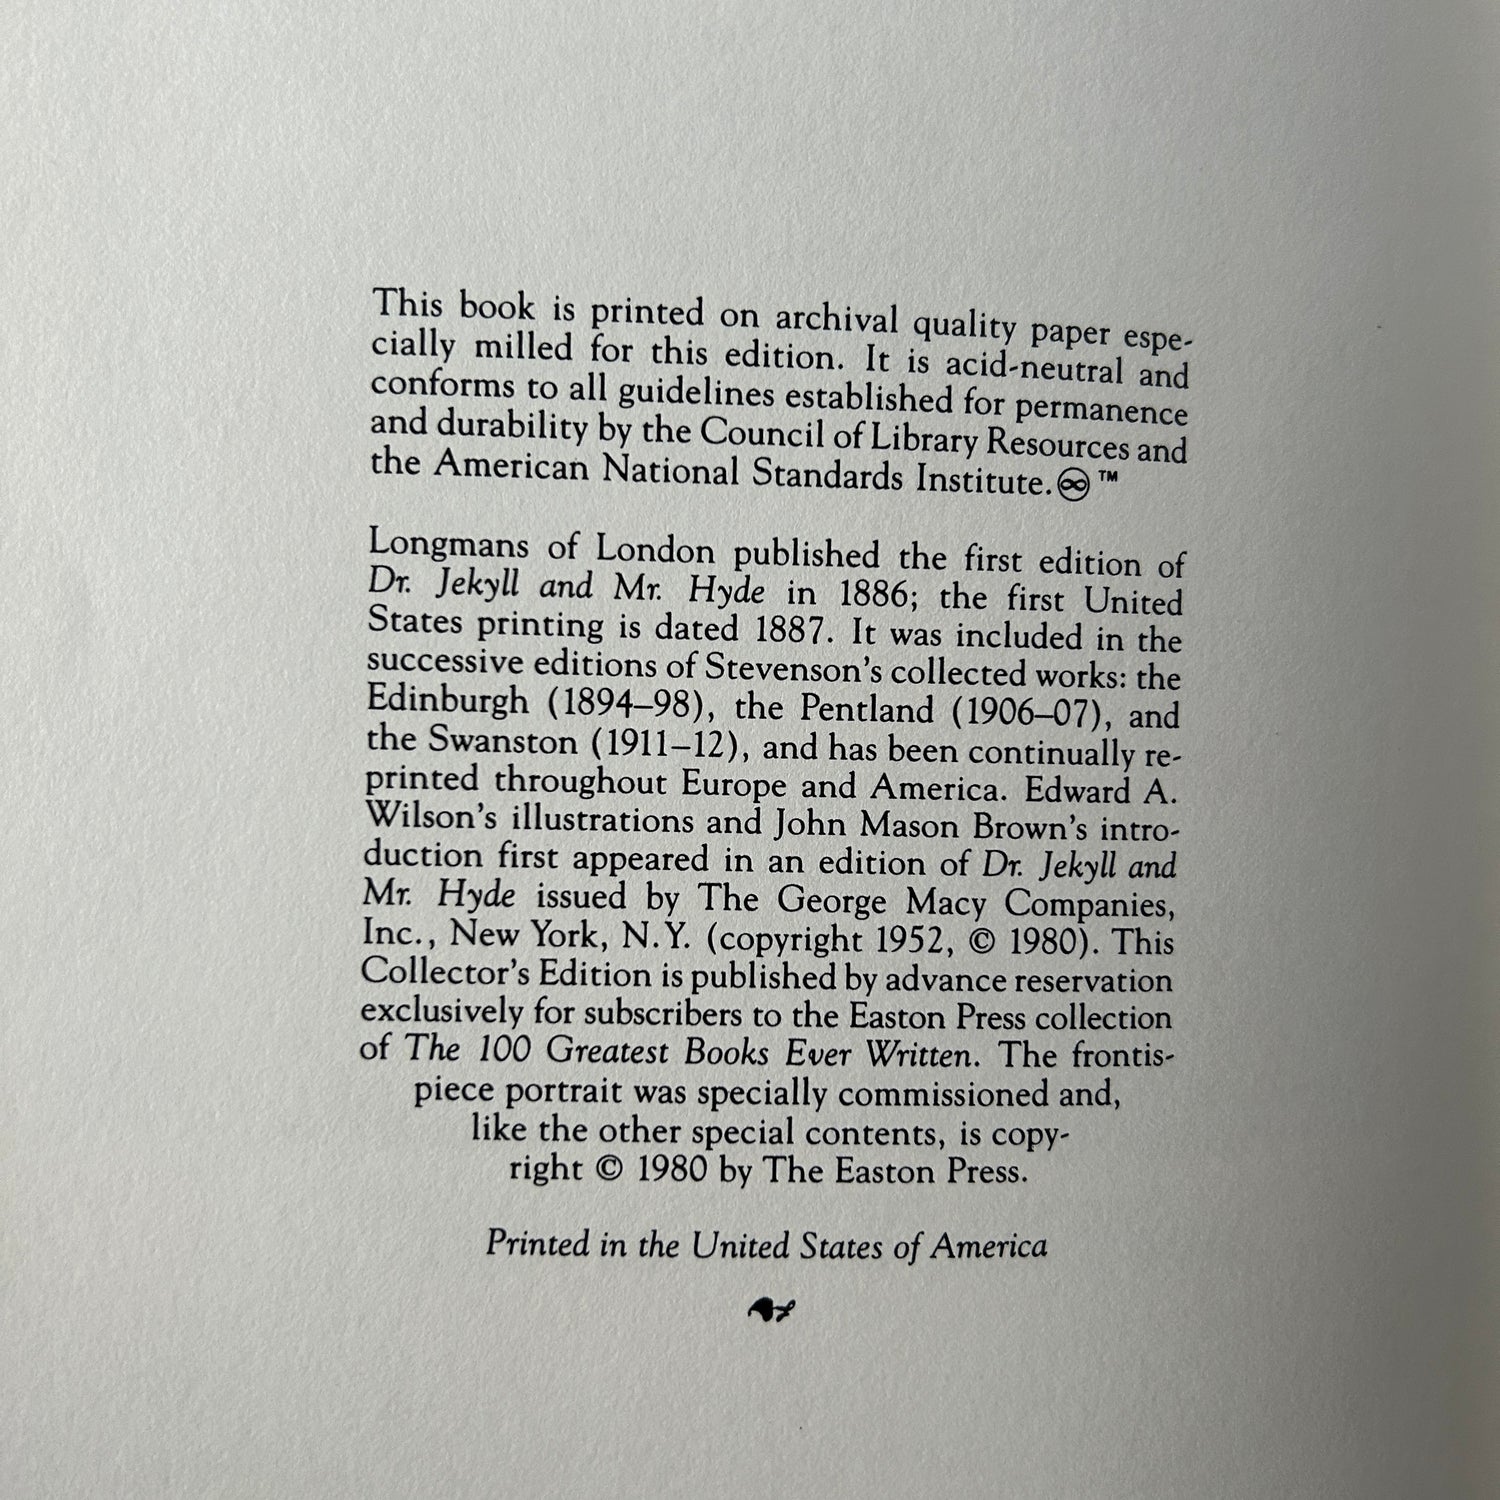 This book is printed on archival quality paper espe-
cially milled for this edition. It is acid-neutral and
conforms to all guidelines established for permanence
and durability by the Council of Library Resources and
the American National Standards Institute.♾™
Longmans of London published the first edition of
Dr. Jekyll and Mr. Hyde in 1886; the first United
States printing is dated 1887. It was included in the
successive editions of Stevenson's collected works: the
Edinburgh (1894–98), the Pentland (1906–07), and
the Swanston (1911–12), and has been continually re-
printed throughout Europe and America. Edward A.
Wilson's illustrations and John Mason Brown's intro-
duction first appeared in an edition of Dr. Jekyll and
Mr. Hyde issued by The George Macy Companies,
Inc., New York, N.Y. (copyright 1952, © 1980). This
Collector's Edition is published by advance reservation
exclusively for subscribers to the Easton Press collection
of The 100 Greatest Books Ever Written. The frontis-
piece portrait was specially commissioned and,
like the other special contents, is copy-
right © 1980 by The Easton Press.
Printed in the United States of America